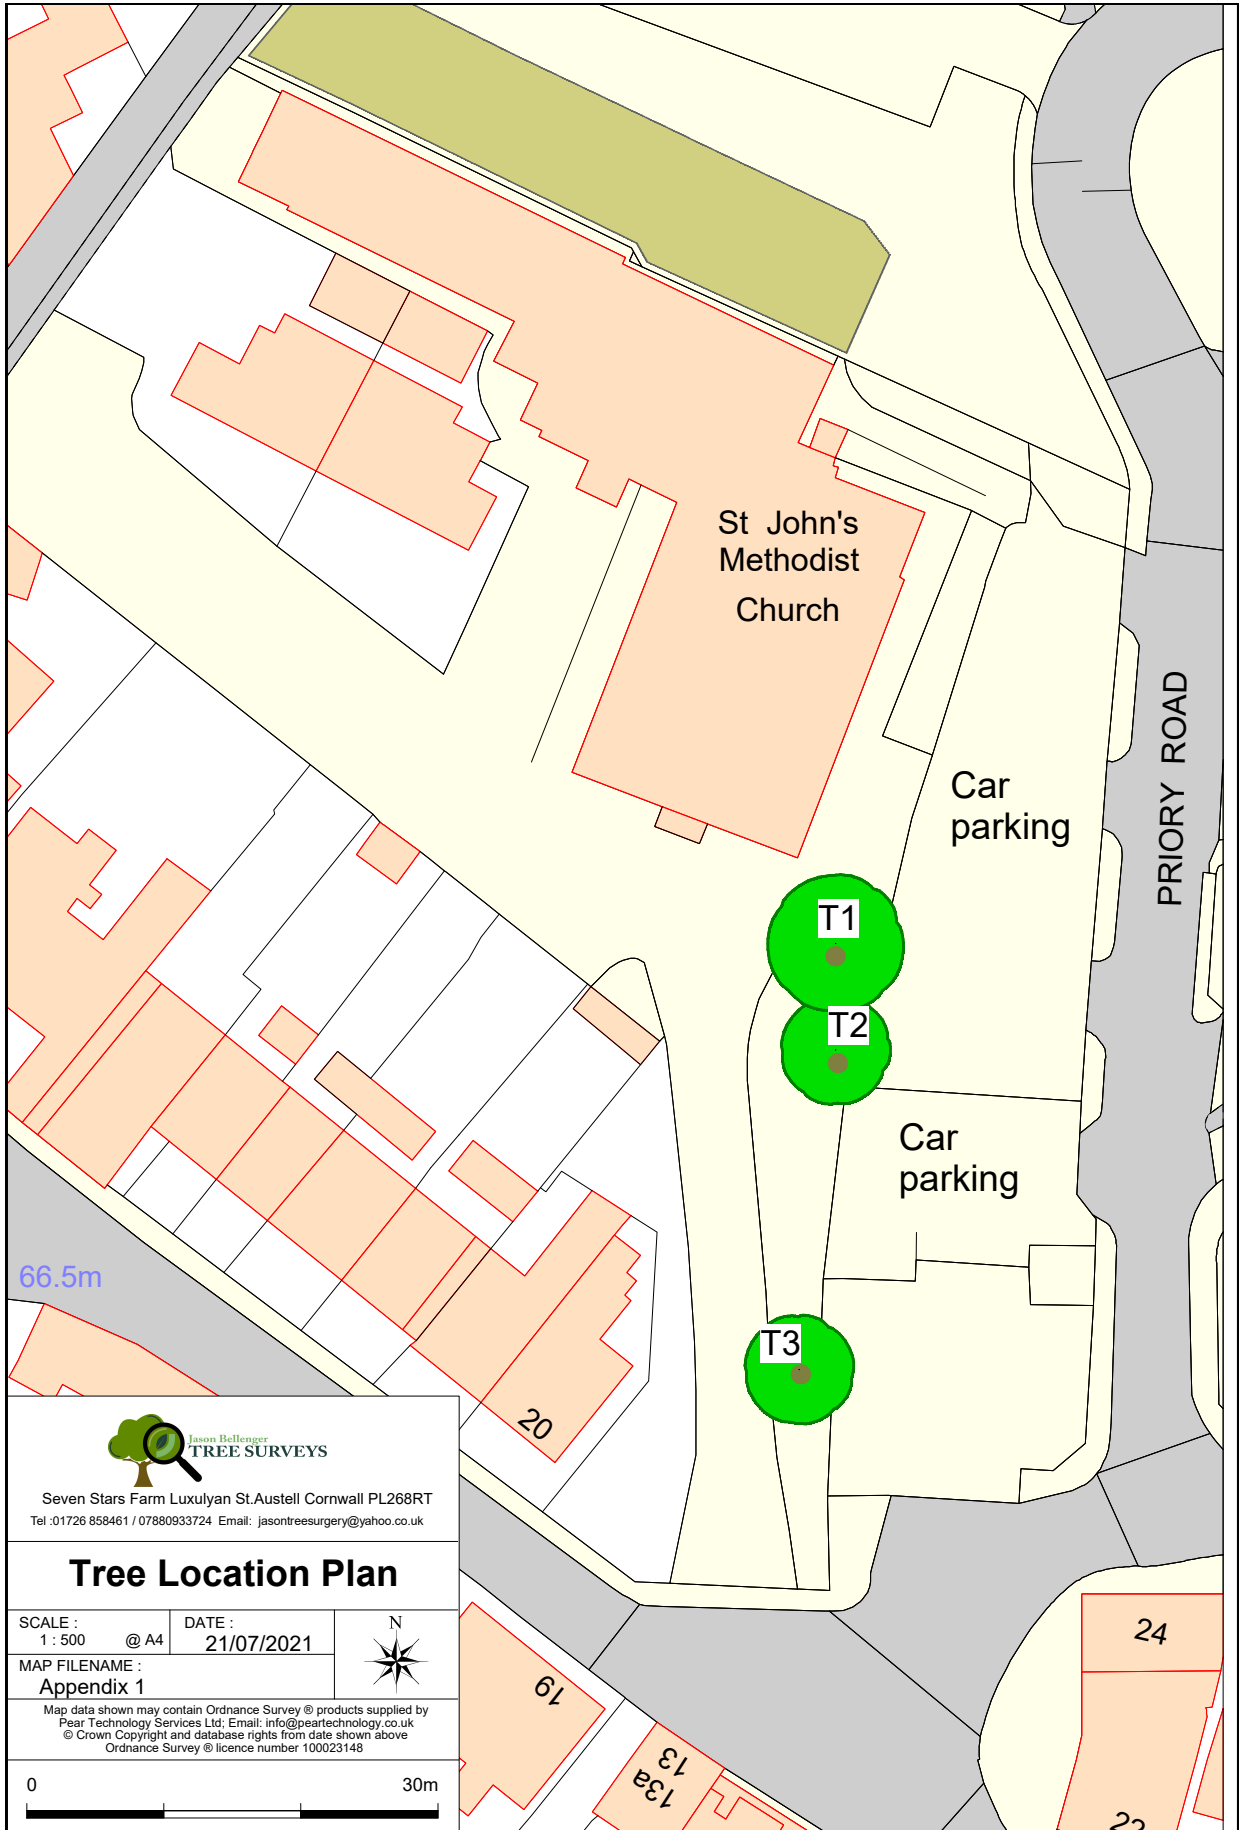 St John's
Methodist
Church
Car
parking
PRIORY ROAD
T1
T2
Car
parking
T3
66.5m
20
Jason Bellenger
TREE SURVEYS
Seven Stars Farm Luxulyan St.Austell Cornwall PL268RT
Tel :01726 858461 / 07880933724 Email: jasontreesurgery@yahoo.co.uk
Tree Location Plan
SCALE :
1 : 500 @ A4
DATE :
21/07/2021
N
MAP FILENAME :
Appendix 1
Map data shown may contain Ordnance Survey ® products supplied by
Pear Technology Services Ltd; Email: info@peartechnology.co.uk
© Crown Copyright and database rights from date shown above
Ordnance Survey ® licence number 100023148
0 30m
19
13
13a
24
22